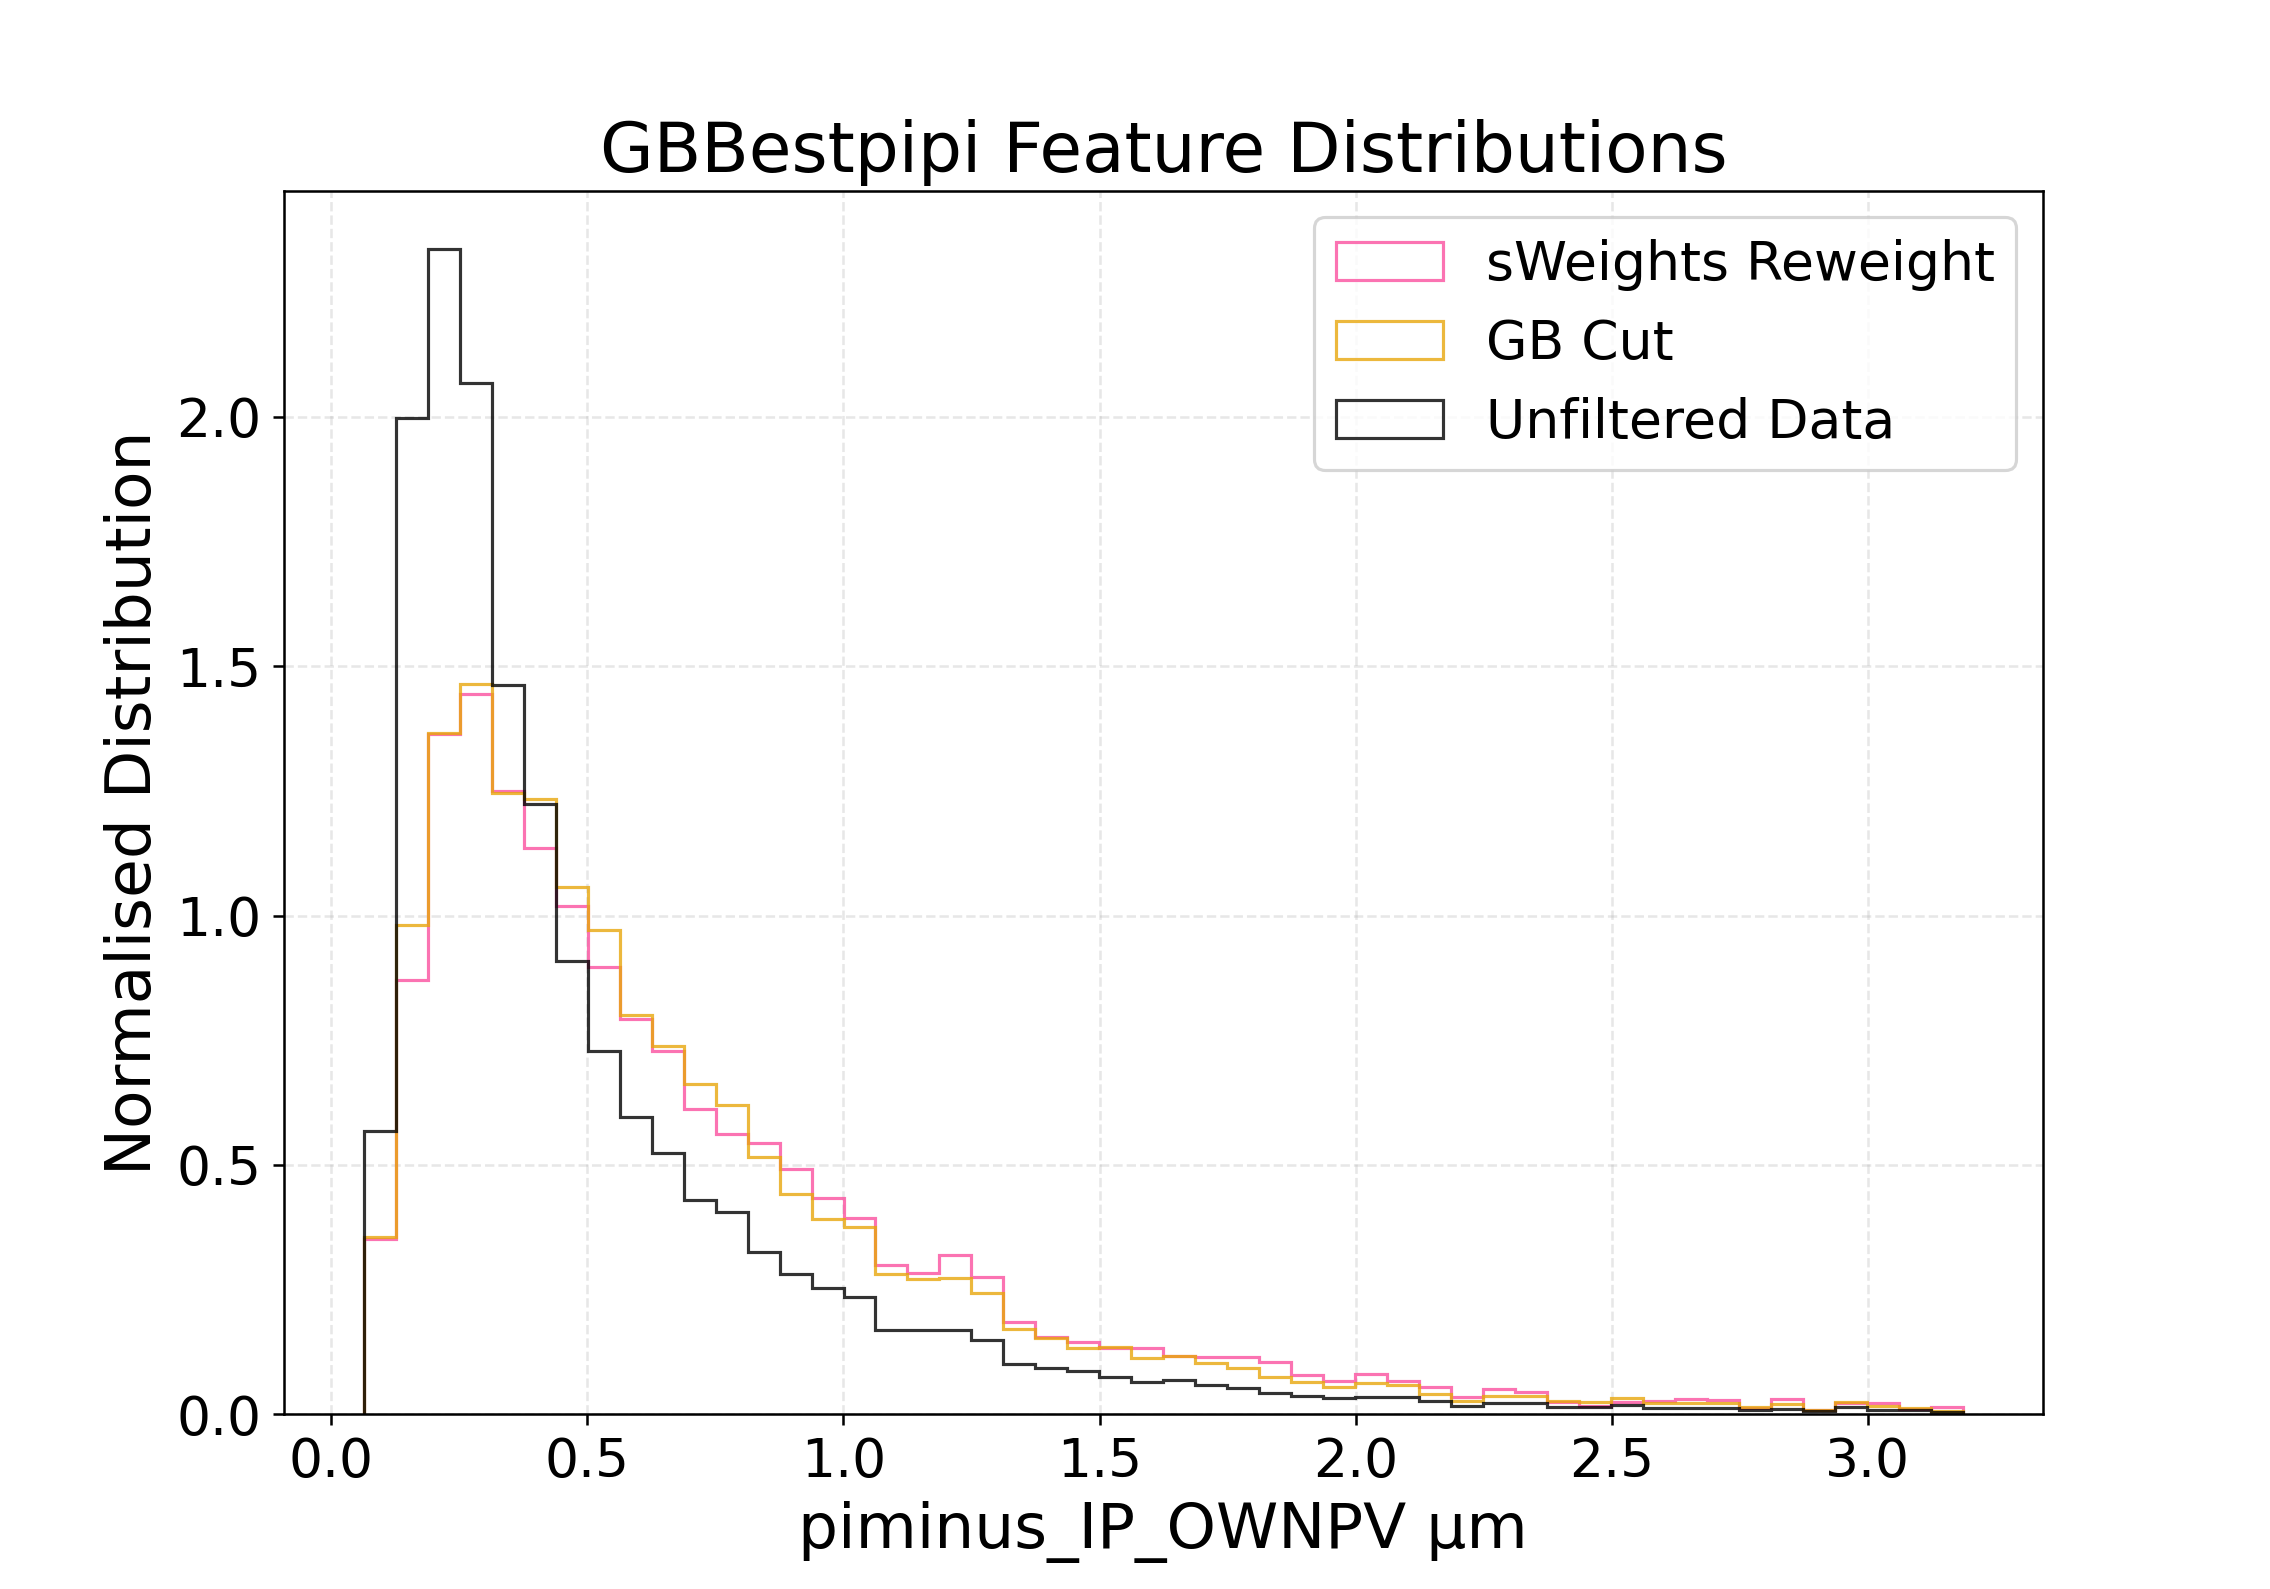 GBBestpipi Feature Distributions
sWeights Reweight
GB Cut
Unfiltered Data
Normalised Distribution
2.0
1.5
1.0
0.5
0.0
0.0 0.5 1.0 1.5 2.0 2.5 3.0
piminus_IP_OWNPV μm